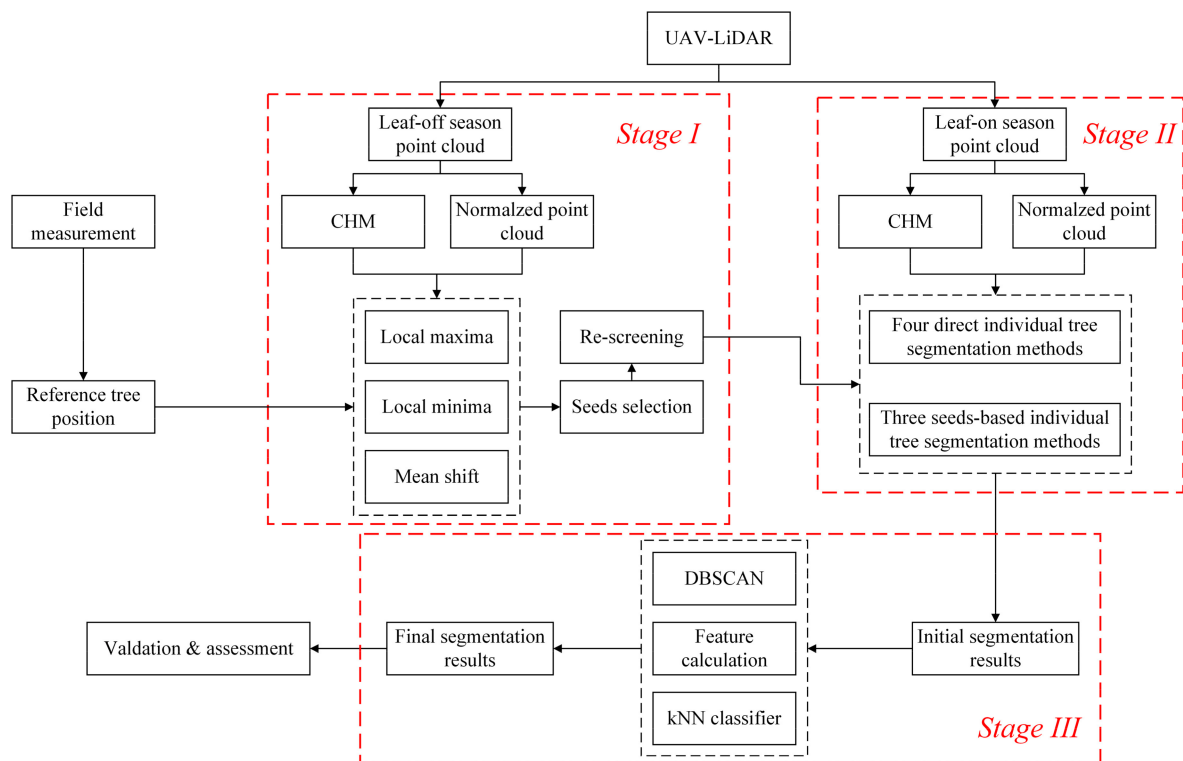 UAV-LiDAR
Stage I
Leaf-off season
point cloud
CHM
Normalzed point
cloud
Field
measurement
Reference tree
position
Local maxima
Local minima
Mean shift
Re-screening
Seeds selection
Stage II
Leaf-on season
point cloud
CHM
Normalzed point
cloud
Four direct individual tree
segmentation methods
Three seeds-based individual
tree segmentation methods
Stage III
Initial segmentation
results
DBSCAN
Feature
calculation
kNN classifier
Final segmentation
results
Valdation & assessment